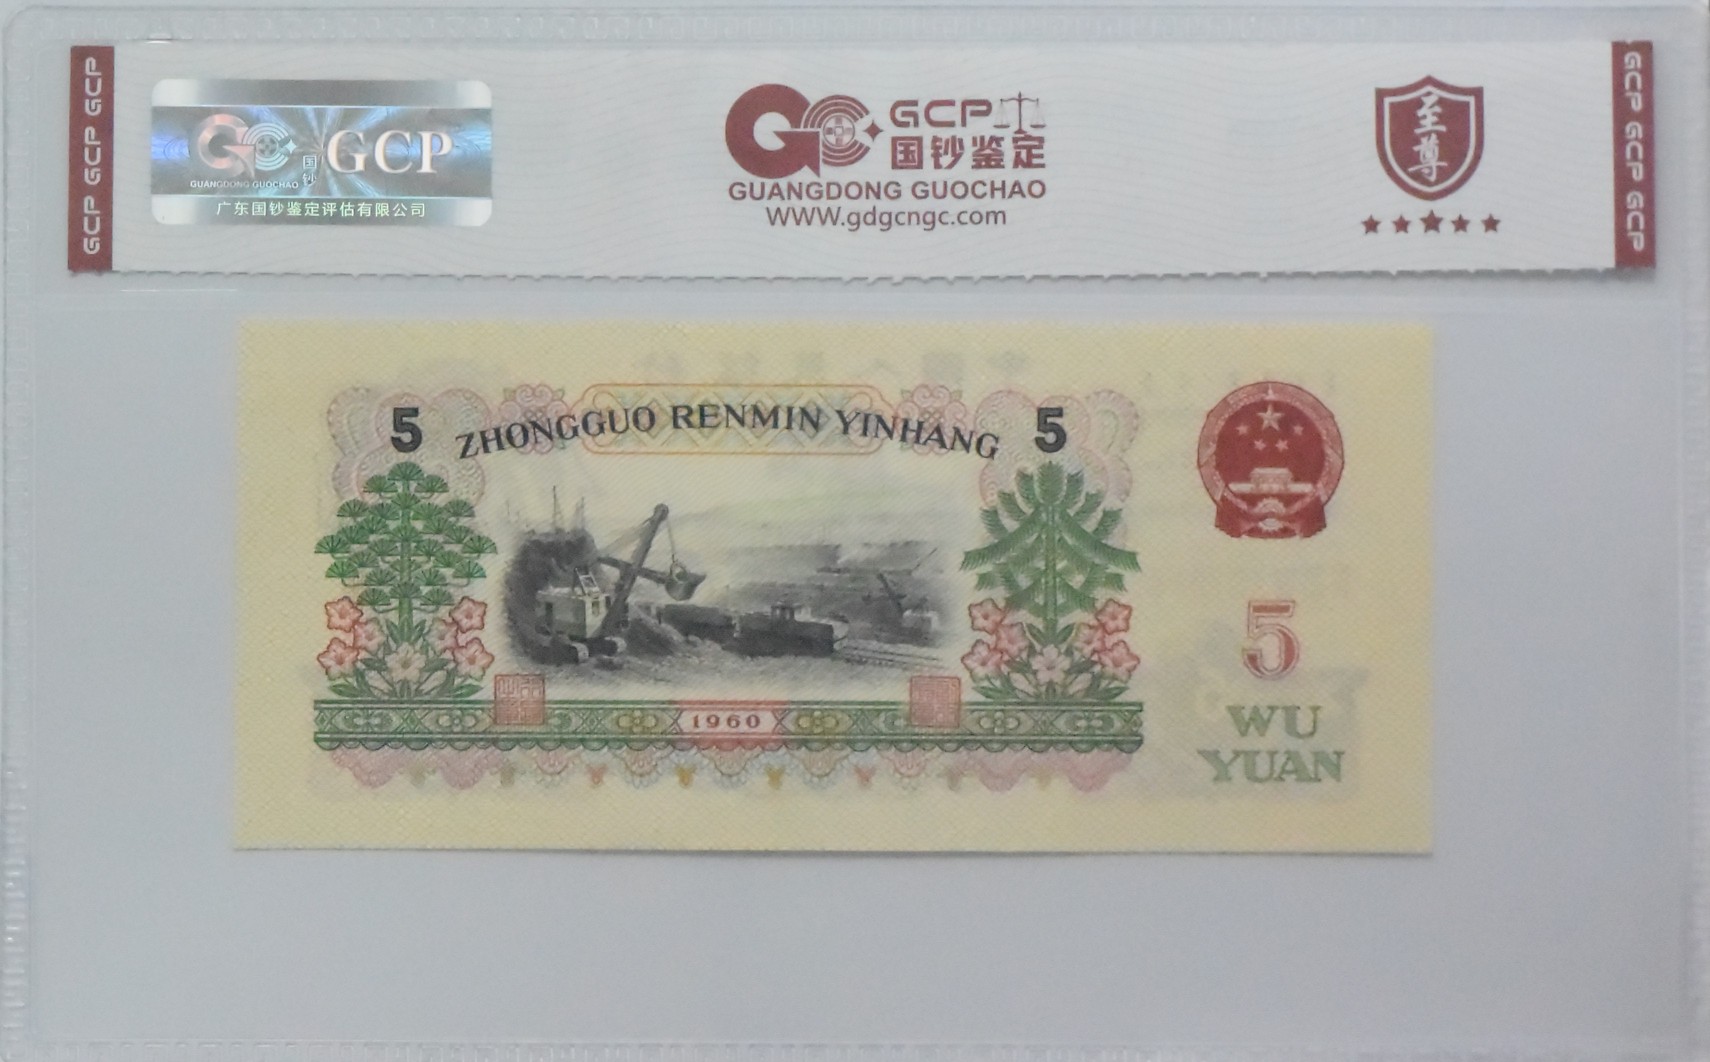 GCP GCP GCP
GUANGDONG GUOCHAO
国钞
GCP
广东国钞鉴定评估有限公司
GCP
国钞鉴定
GUANGDONG GUOCHAO
WWW.gdgcngc.com
至尊
GCP GCP GCP
5
ZHONGGUO RENMIN YINHANG
5
1960
5
WU
YUAN